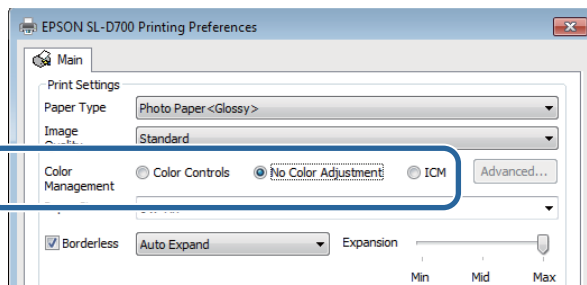 EPSON SL-D700 Printing Preferences
Main
Print Settings
Paper Type Photo Paper<Glossy>
Image
Standard
Color Management Color Controls No Color Adjustment ICM Advanced...
Borderless Auto Expand Expansion
Min Mid Max